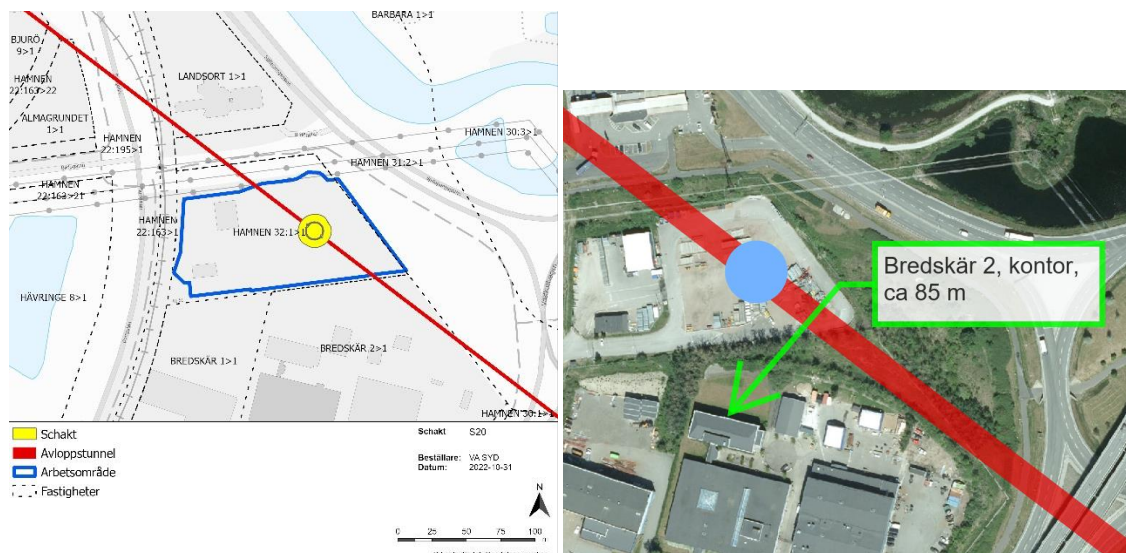 BARBARA 1>1
BJURÖ
9>1
HAMNEN
22:163>22
LANDSORT 1>1
ALMAGRUNDET
1>1
HAMNEN
22:195>1
HAMNEN 30:3>1
HAMNEN 31:2>1
HAMNEN
22:163>21
HAMNEN
22:163>1
HAMNEN 32:1>1
HÄVRINGE 8>1
BREDSKÄR 2>1
BREDSKÄR 1>1
HAMNEN 30:1>1
Schakt
Avloppstunnel
Arbetsområde
Fastigheter
Schakt S20
Beställare: VA SYD
Datum: 2022-10-31
N
0 25 50 100
Bredskär 2, kontor,
ca 85 m